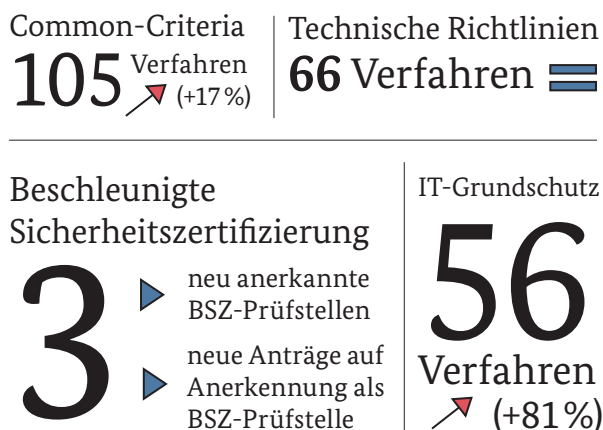 Common-Criteria
105 Verfahren
(+17 %)
Technische Richtlinien
66 Verfahren
Beschleunigte
Sicherheitszertifizierung
3
neu anerkannte
BSZ-Prüfstellen
neue Anträge auf
Anerkennung als
BSZ-Prüfstelle
IT-Grundschutz
56
Verfahren
(+81 %)